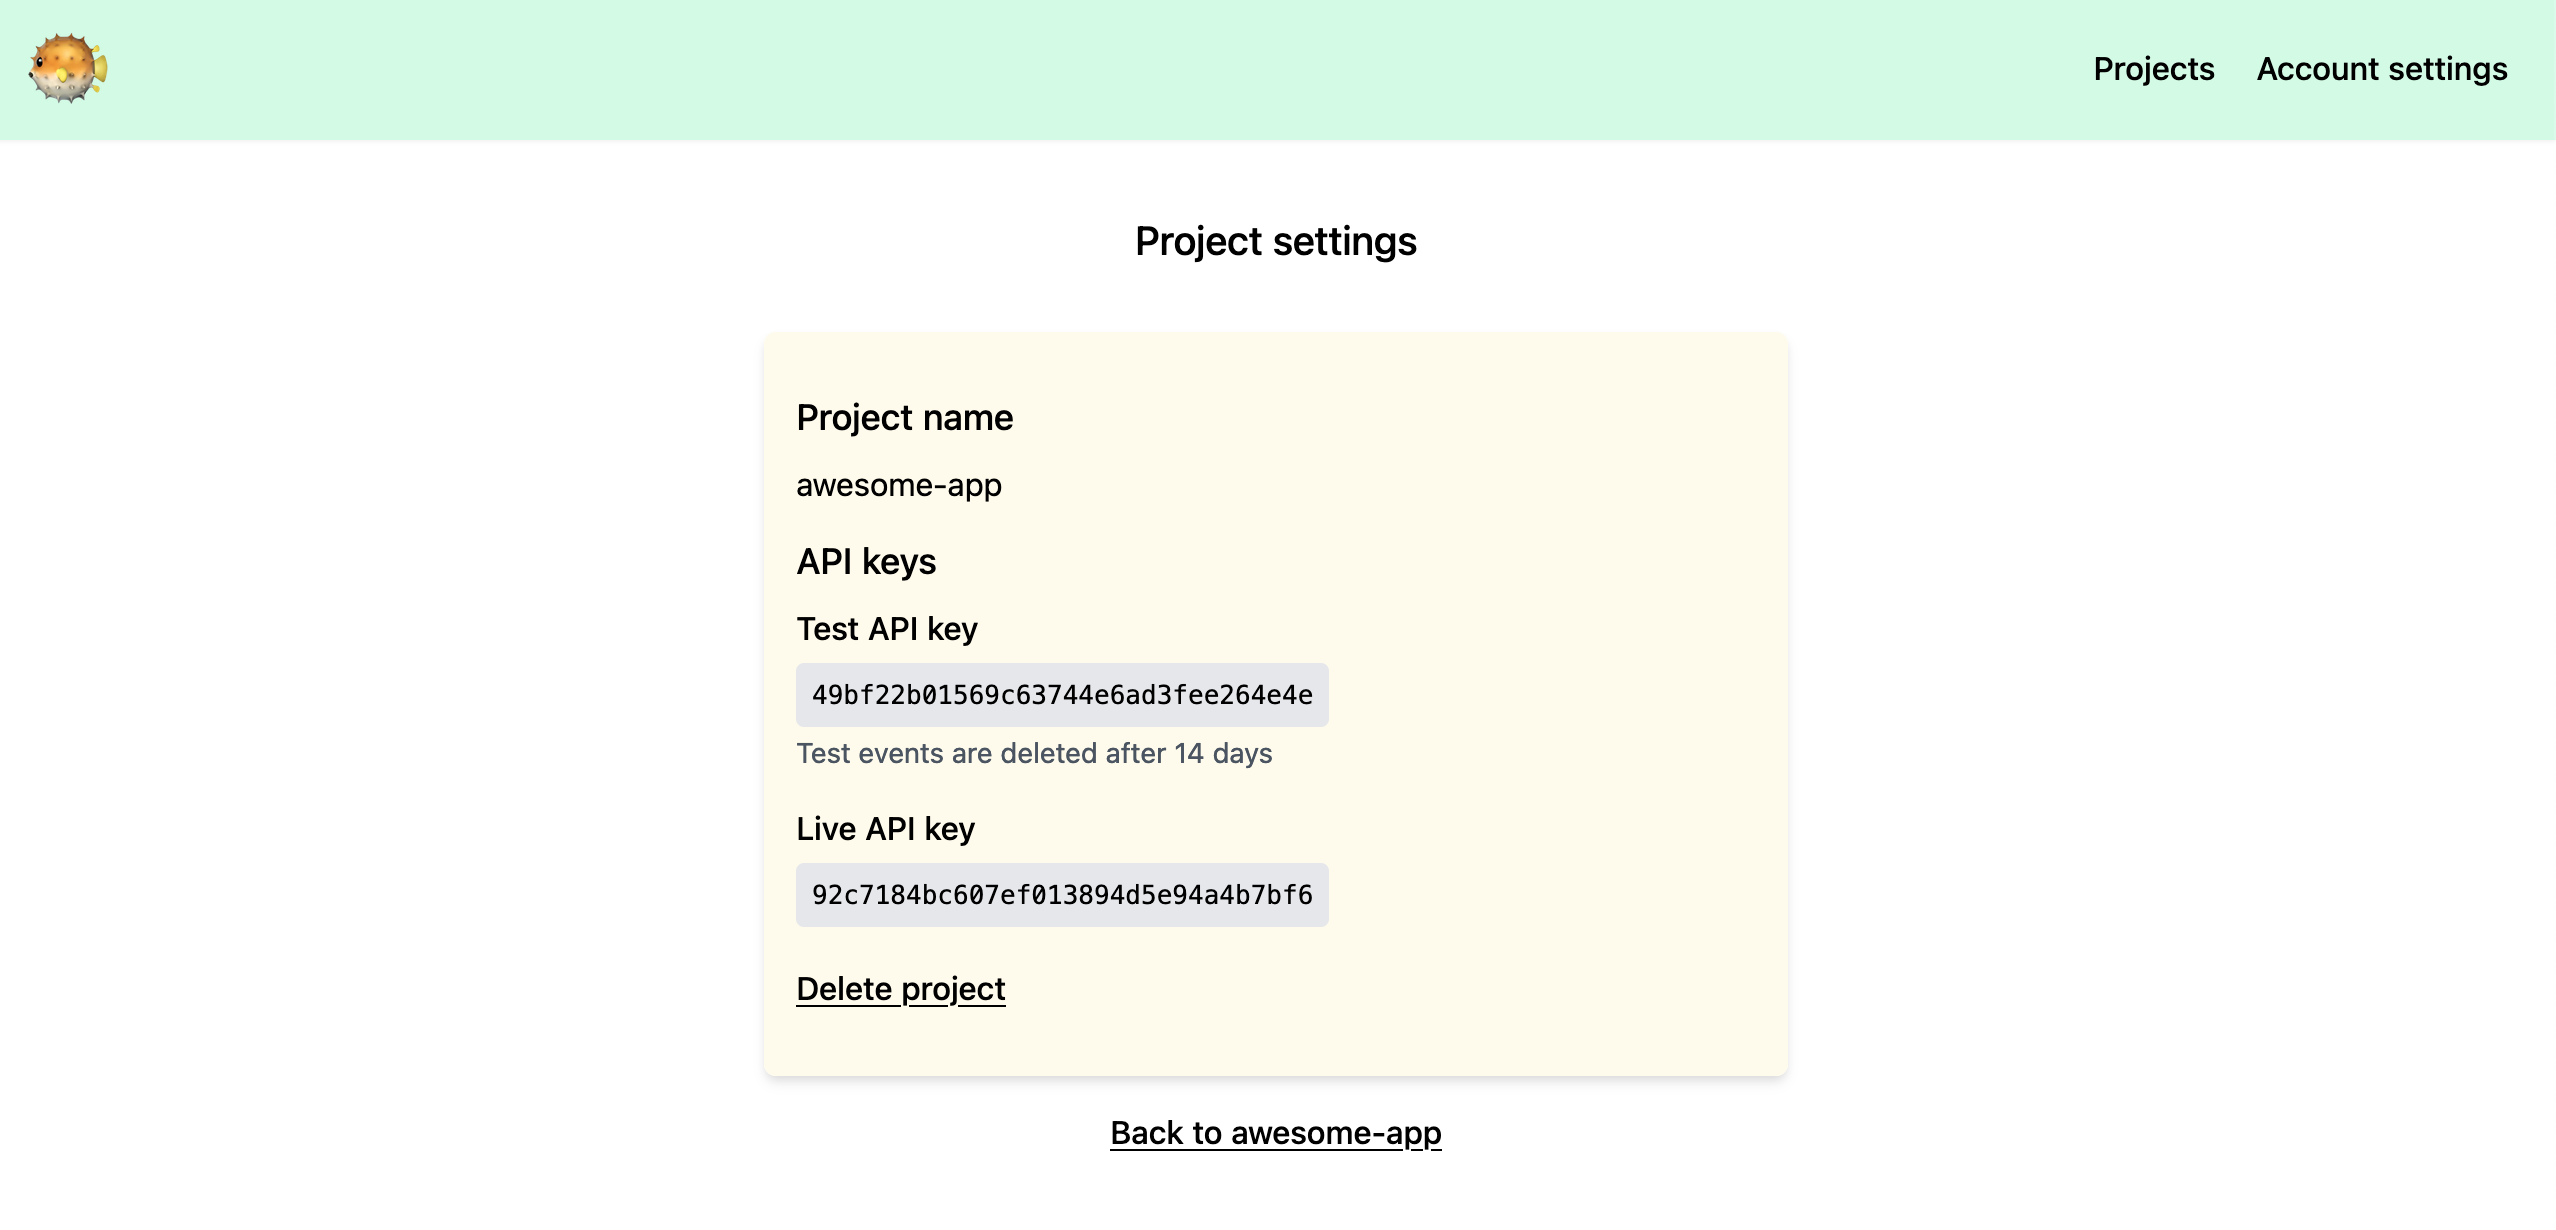 Projects Account settings
Project settings
Project name
awesome-app
API keys
Test API key
49bf22b01569c63744e6ad3fee264e4e
Test events are deleted after 14 days
Live API key
92c7184bc607ef013894d5e94a4b7bf6
Delete project
Back to awesome-app